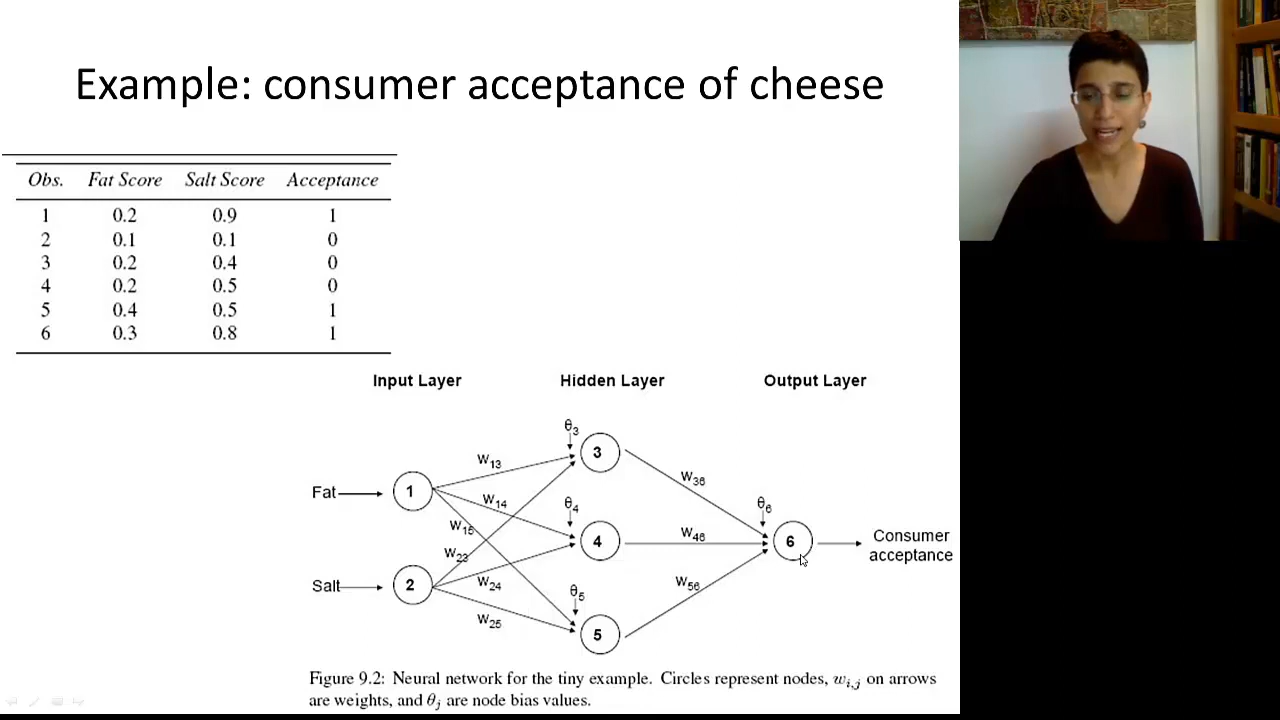 Example: consumer acceptance of cheese
Obs. Fat Score Salt Score Acceptance
1 0.2 0.9 1
2 0.1 0.1 0
3 0.2 0.4 0
4 0.2 0.5 0
5 0.4 0.5 1
6 0.3 0.8 1
Input Layer Hidden Layer Output Layer
θ3
3
W13
W36
Fat 1
W14
θ4
θ6
W15
W46
4
6
Consumer
acceptance
W23
Salt 2
W24
θ5
W56
W25
5
Figure 9.2: Neural network for the tiny example. Circles represent nodes, wi,j on arrows
are weights, and θj are node bias values.